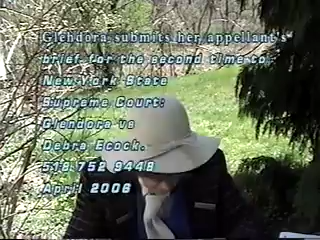 Glendora submits her appellant's
brief for the second time to
New York State
Supreme Court:
Glendora vs
Debra Ecock.
518 752 9448
April 2006